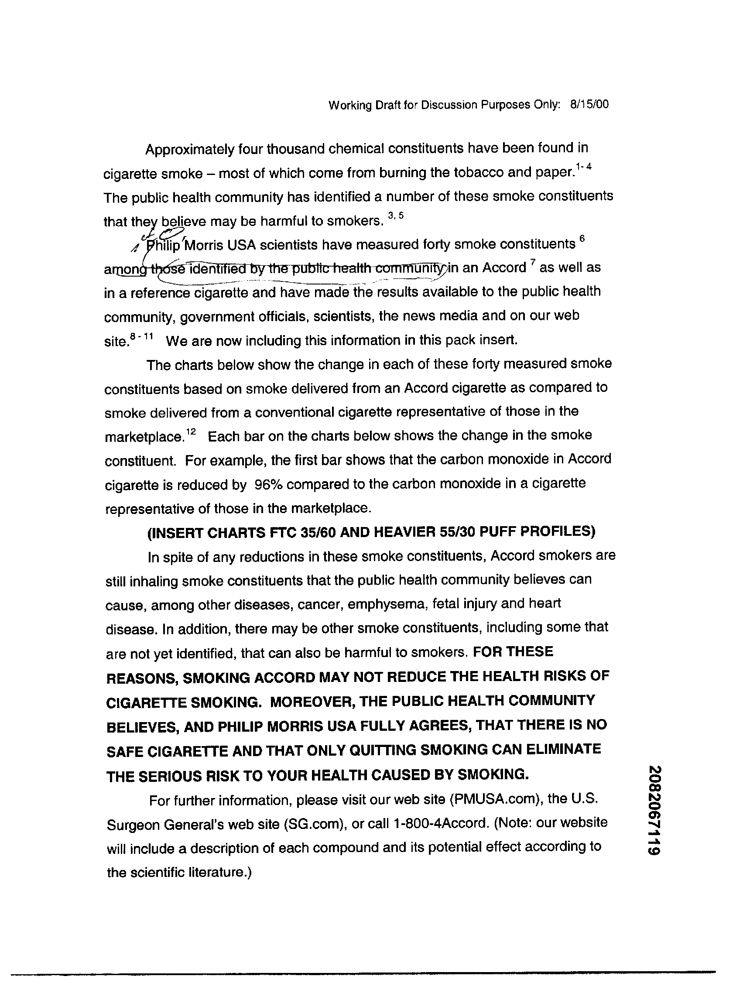 Working Draft for Discussion Purposes Only: 8/15/00
Approximately four thousand chemical constituents have been found in
cigarette smoke – most of which come from burning the tobacco and paper.1-4
The public health community has identified a number of these smoke constituents
that they believe may be harmful to smokers. 3, 5
Philip Morris USA scientists have measured forty smoke constituents 6
among those identified by the public health community in an Accord 7 as well as
in a reference cigarette and have made the results available to the public health
community, government officials, scientists, the news media and on our web
site.8-11 We are now including this information in this pack insert.
The charts below show the change in each of these forty measured smoke
constituents based on smoke delivered from an Accord cigarette as compared to
smoke delivered from a conventional cigarette representative of those in the
marketplace.12 Each bar on the charts below shows the change in the smoke
constituent. For example, the first bar shows that the carbon monoxide in Accord
cigarette is reduced by 96% compared to the carbon monoxide in a cigarette
representative of those in the marketplace.
(INSERT CHARTS FTC 35/60 AND HEAVIER 55/30 PUFF PROFILES)
In spite of any reductions in these smoke constituents, Accord smokers are
still inhaling smoke constituents that the public health community believes can
cause, among other diseases, cancer, emphysema, fetal injury and heart
disease. In addition, there may be other smoke constituents, including some that
are not yet identified, that can also be harmful to smokers. FOR THESE
REASONS, SMOKING ACCORD MAY NOT REDUCE THE HEALTH RISKS OF
CIGARETTE SMOKING. MOREOVER, THE PUBLIC HEALTH COMMUNITY
BELIEVES, AND PHILIP MORRIS USA FULLY AGREES, THAT THERE IS NO
SAFE CIGARETTE AND THAT ONLY QUITTING SMOKING CAN ELIMINATE
THE SERIOUS RISK TO YOUR HEALTH CAUSED BY SMOKING.
For further information, please visit our web site (PMUSA.com), the U.S.
Surgeon General's web site (SG.com), or call 1-800-4Accord. (Note: our website
will include a description of each compound and its potential effect according to
the scientific literature.)
2082067119